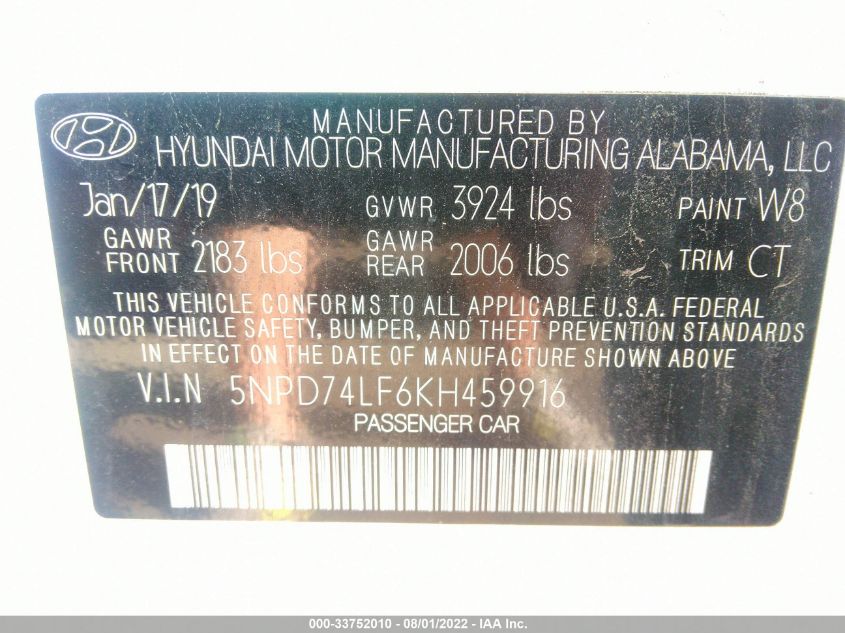 MANUFACTURED BY
HYUNDAI MOTOR MANUFACTURING ALABAMA, LLC
Jan/17/19 GVWR 3924 lbs PAINT W8
GAWR FRONT 2183 lbs GAWR REAR 2006 lbs TRIM CT
THIS VEHICLE CONFORMS TO ALL APPLICABLE U.S.A. FEDERAL
MOTOR VEHICLE SAFETY, BUMPER, AND THEFT PREVENTION STANDARDS
IN EFFECT ON THE DATE OF MANUFACTURE SHOWN ABOVE
V.I.N 5NPD74LF6KH459916
PASSENGER CAR
000-33752010 - 08/01/2022 - IAA Inc.